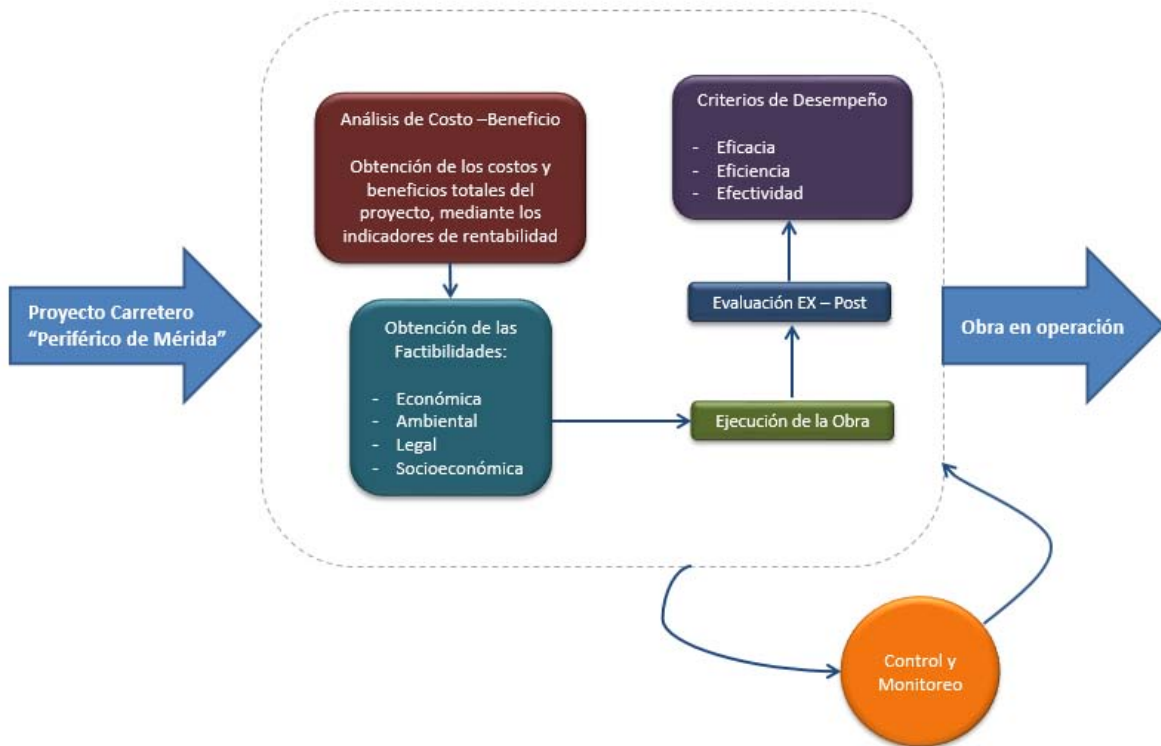 Proyecto Carretero
“Periférico de Mérida”
Análisis de Costo –Beneficio
Obtención de los costos y
beneficios totales del
proyecto, mediante los
indicadores de rentabilidad
Obtención de las
Factibilidades:
- Económica
- Ambiental
- Legal
- Socioeconómica
Criterios de Desempeño
- Eficacia
- Eficiencia
- Efectividad
Evaluación EX – Post
Ejecución de la Obra
Obra en operación
Control y
Monitoreo